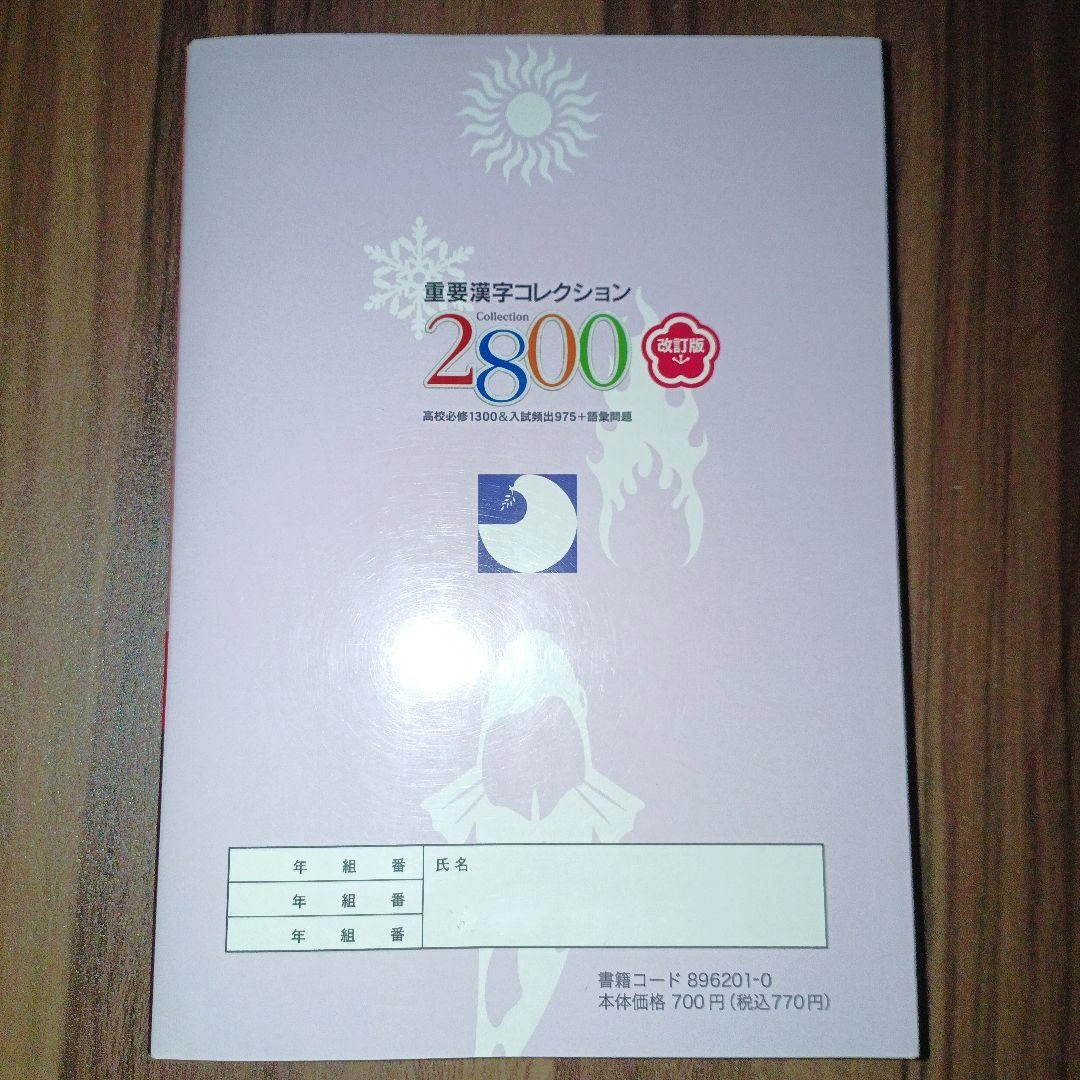 重要漢字コレクション
Collection
2800
改訂版
高校必修1300&入試頻出975+語彙問題
年 組 番 氏名
年 組 番
年 組 番
書籍コード 896201-0
本体価格 700円(税込770円)